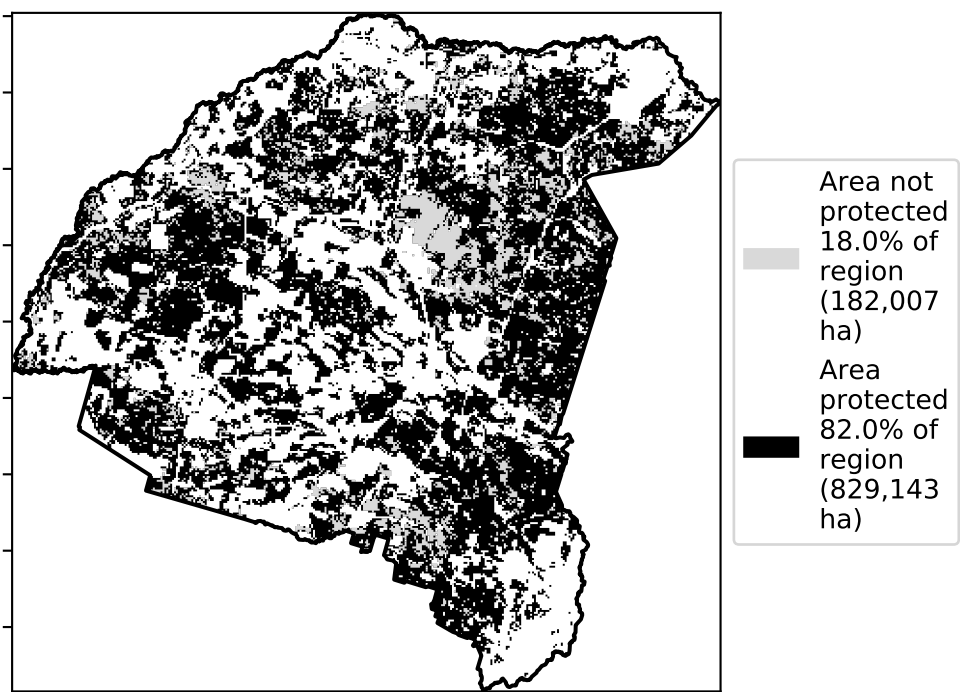 Area not
protected
18.0% of
region
(182,007
ha)
Area
protected
82.0% of
region
(829,143
ha)